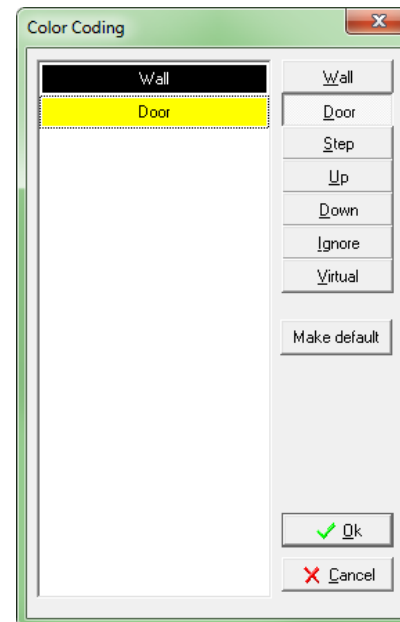 Color Coding
Wall
Door
Wall
Door
Step
Up
Down
Ignore
Virtual
Make default
Ok
Cancel